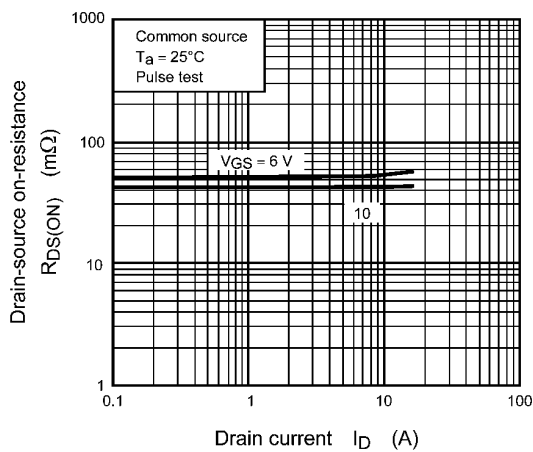 1000
Common source
Ta = 25°C
Pulse test
Drain-source on-resistance
RDS(ON) (mΩ)
100
VGS = 6 V
10
10
1
0.1
1
10
100
Drain current ID (A)